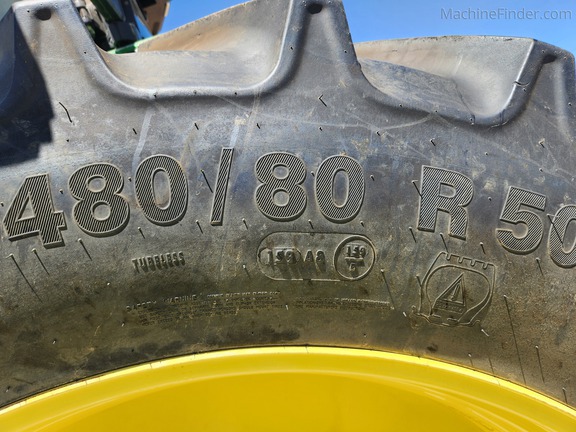 MachineFinder.com
480/80 R 50
TUBELESS
159 A8 159 B